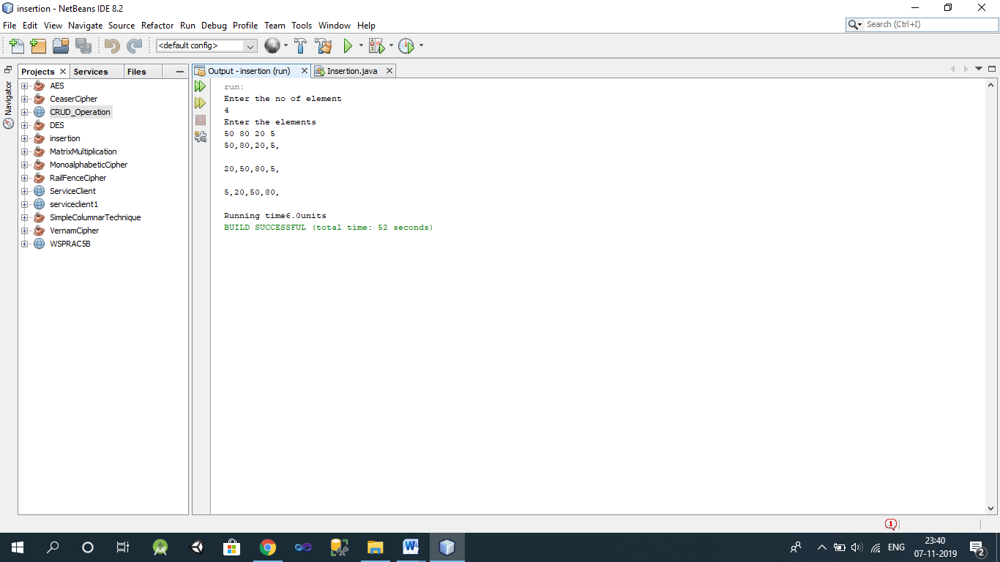 insertion - NetBeans IDE 8.2
File Edit View Navigate Source Refactor Run Debug Profile Team Tools Window Help
Search (Ctrl+I)
<default config>
Projects Services Files
Output - insertion (run) Insertion.java
Navigator
AES
CeaserCipher
CRUD_Operation
DES
insertion
MatrixMultiplication
MonoalphabeticCipher
RailFenceCipher
ServiceClient
serviceclient1
SimpleColumnarTechnique
VernamCipher
WSPRAC5B
run:
Enter the no of element
4
Enter the elements
50 80 20 5
50,80,20,5,
20,50,80,5,
5,20,50,80,
Running time6.0units
BUILD SUCCESSFUL (total time: 52 seconds)
1
ENG
23:40
07-11-2019
2